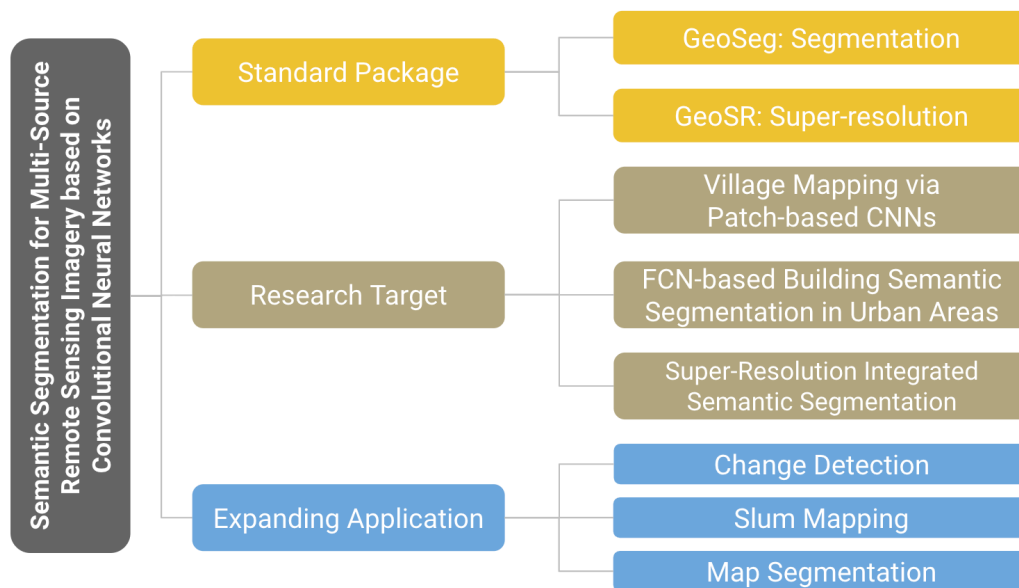 Semantic Segmentation for Multi-Source
Remote Sensing Imagery based on
Convolutional Neural Networks
Standard Package
GeoSeg: Segmentation
GeoSR: Super-resolution
Research Target
Village Mapping via
Patch-based CNNs
FCN-based Building Semantic
Segmentation in Urban Areas
Super-Resolution Integrated
Semantic Segmentation
Expanding Application
Change Detection
Slum Mapping
Map Segmentation